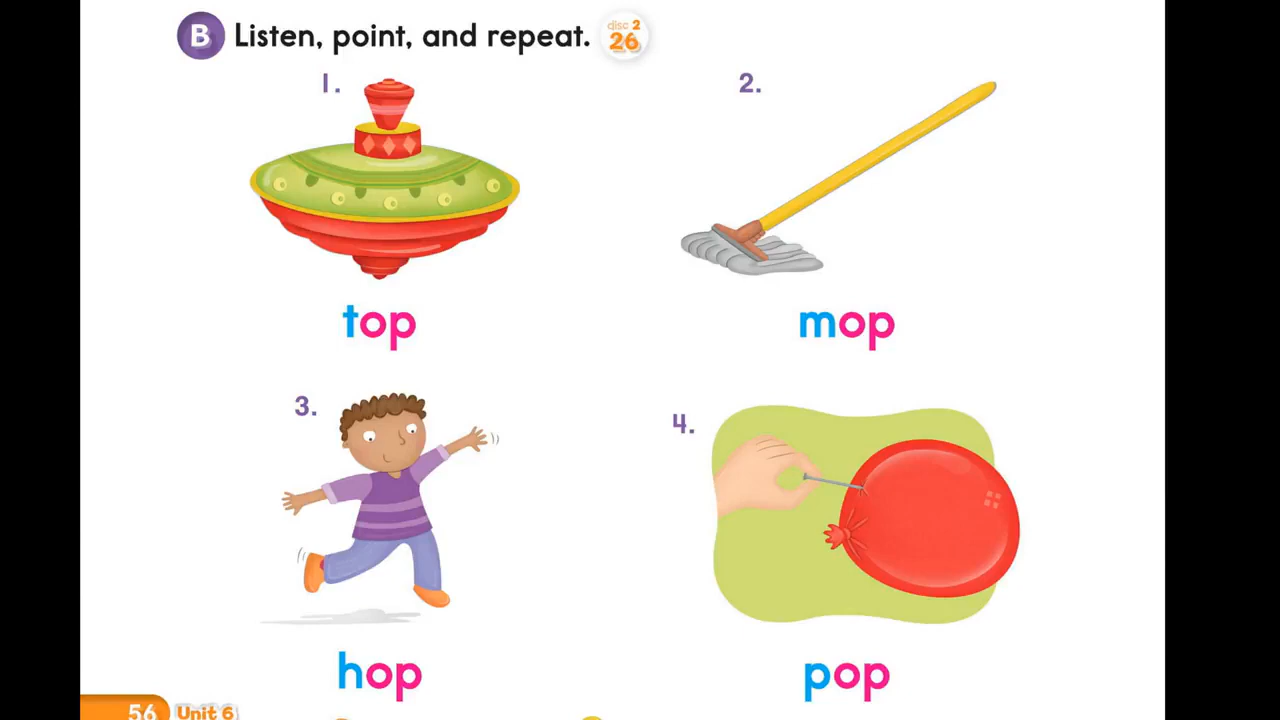 B Listen, point, and repeat. disc 2 26
1. 2.
top mop
3. 4.
hop pop
56 Unit 6